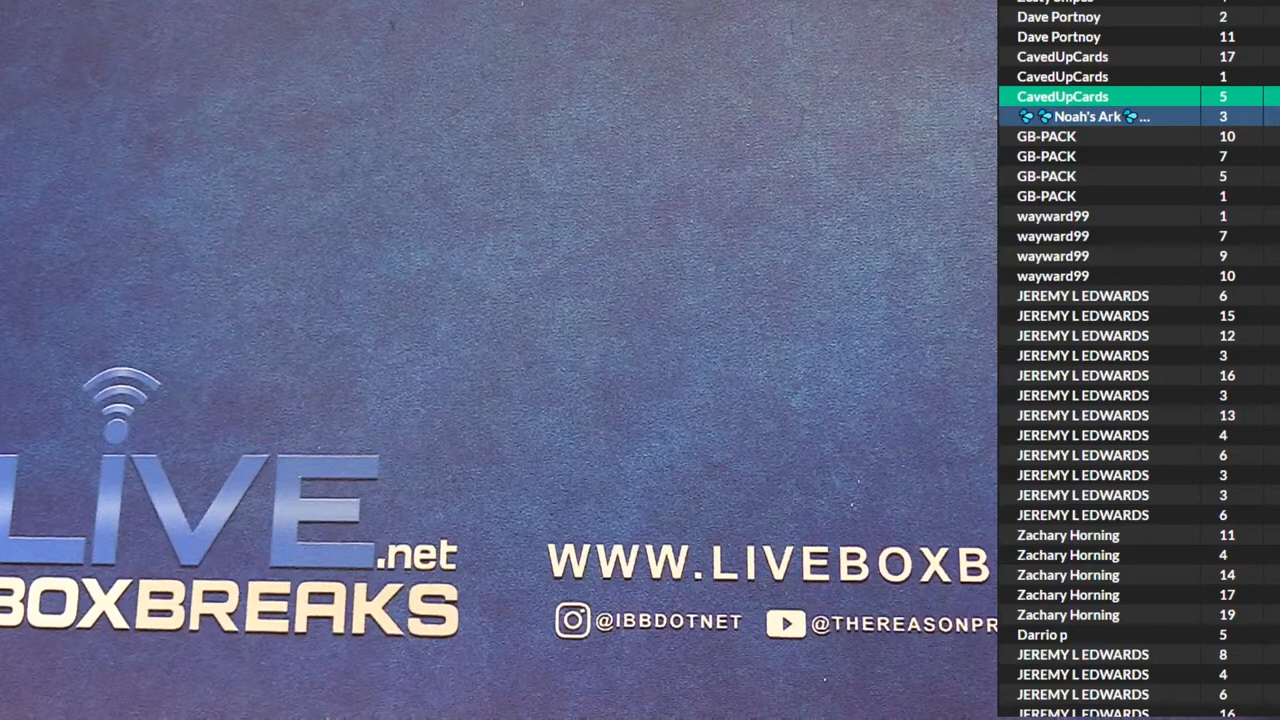 Dave Portnoy 2
Dave Portnoy 11
CavedUpCards 17
CavedUpCards 1
CavedUpCards 5
💦💦Noah's Ark💦... 3
GB-PACK 10
GB-PACK 7
GB-PACK 5
GB-PACK 1
wayward99 1
wayward99 7
wayward99 9
wayward99 10
JEREMY L EDWARDS 6
JEREMY L EDWARDS 15
JEREMY L EDWARDS 12
JEREMY L EDWARDS 3
JEREMY L EDWARDS 16
JEREMY L EDWARDS 3
JEREMY L EDWARDS 13
JEREMY L EDWARDS 4
JEREMY L EDWARDS 6
JEREMY L EDWARDS 3
JEREMY L EDWARDS 3
JEREMY L EDWARDS 6
Zachary Horning 11
Zachary Horning 4
Zachary Horning 14
Zachary Horning 17
Zachary Horning 19
Darrio p 5
JEREMY L EDWARDS 8
JEREMY L EDWARDS 4
JEREMY L EDWARDS 6
JEREMY L EDWARDS 16
LIVE
.net
BOXBREAKS
WWW.LIVEBOXB
@IBBDOTNET
@THEREASONPR